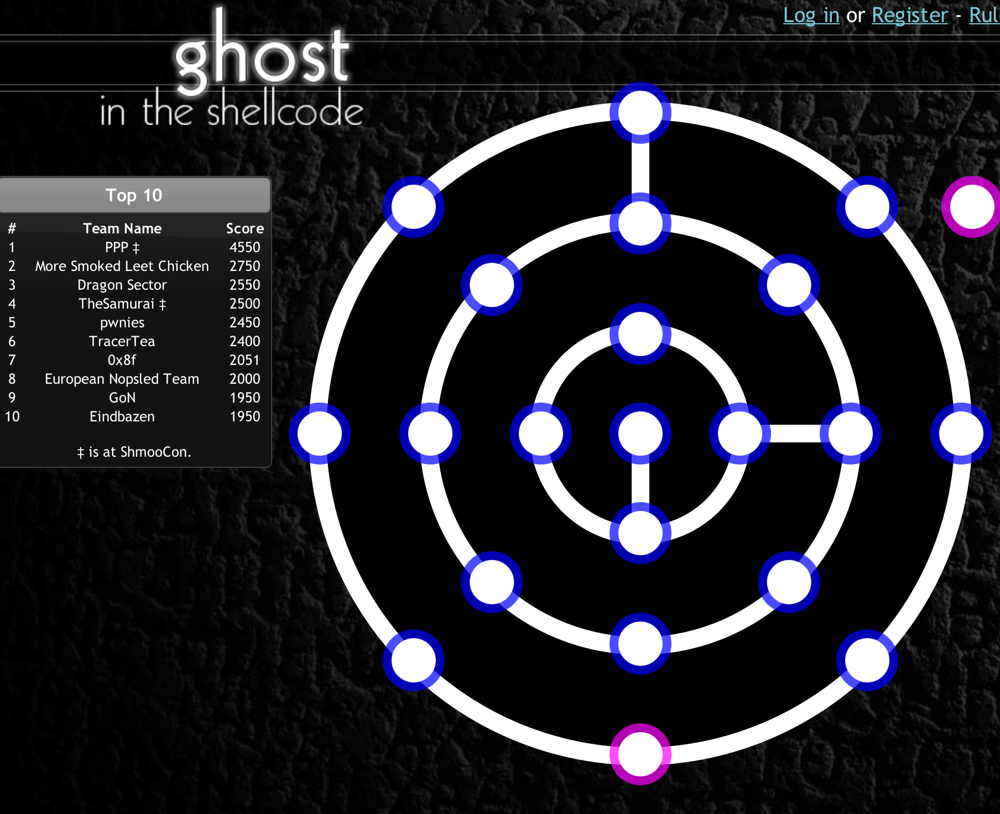 Log in or Register - Rul
ghost
in the shellcode
Top 10
# Team Name Score
1 PPP ‡ 4550
2 More Smoked Leet Chicken 2750
3 Dragon Sector 2550
4 TheSamurai ‡ 2500
5 pwnies 2450
6 TracerTea 2400
7 0x8f 2051
8 European Nopsled Team 2000
9 GoN 1950
10 Eindbazen 1950
‡ is at ShmooCon.